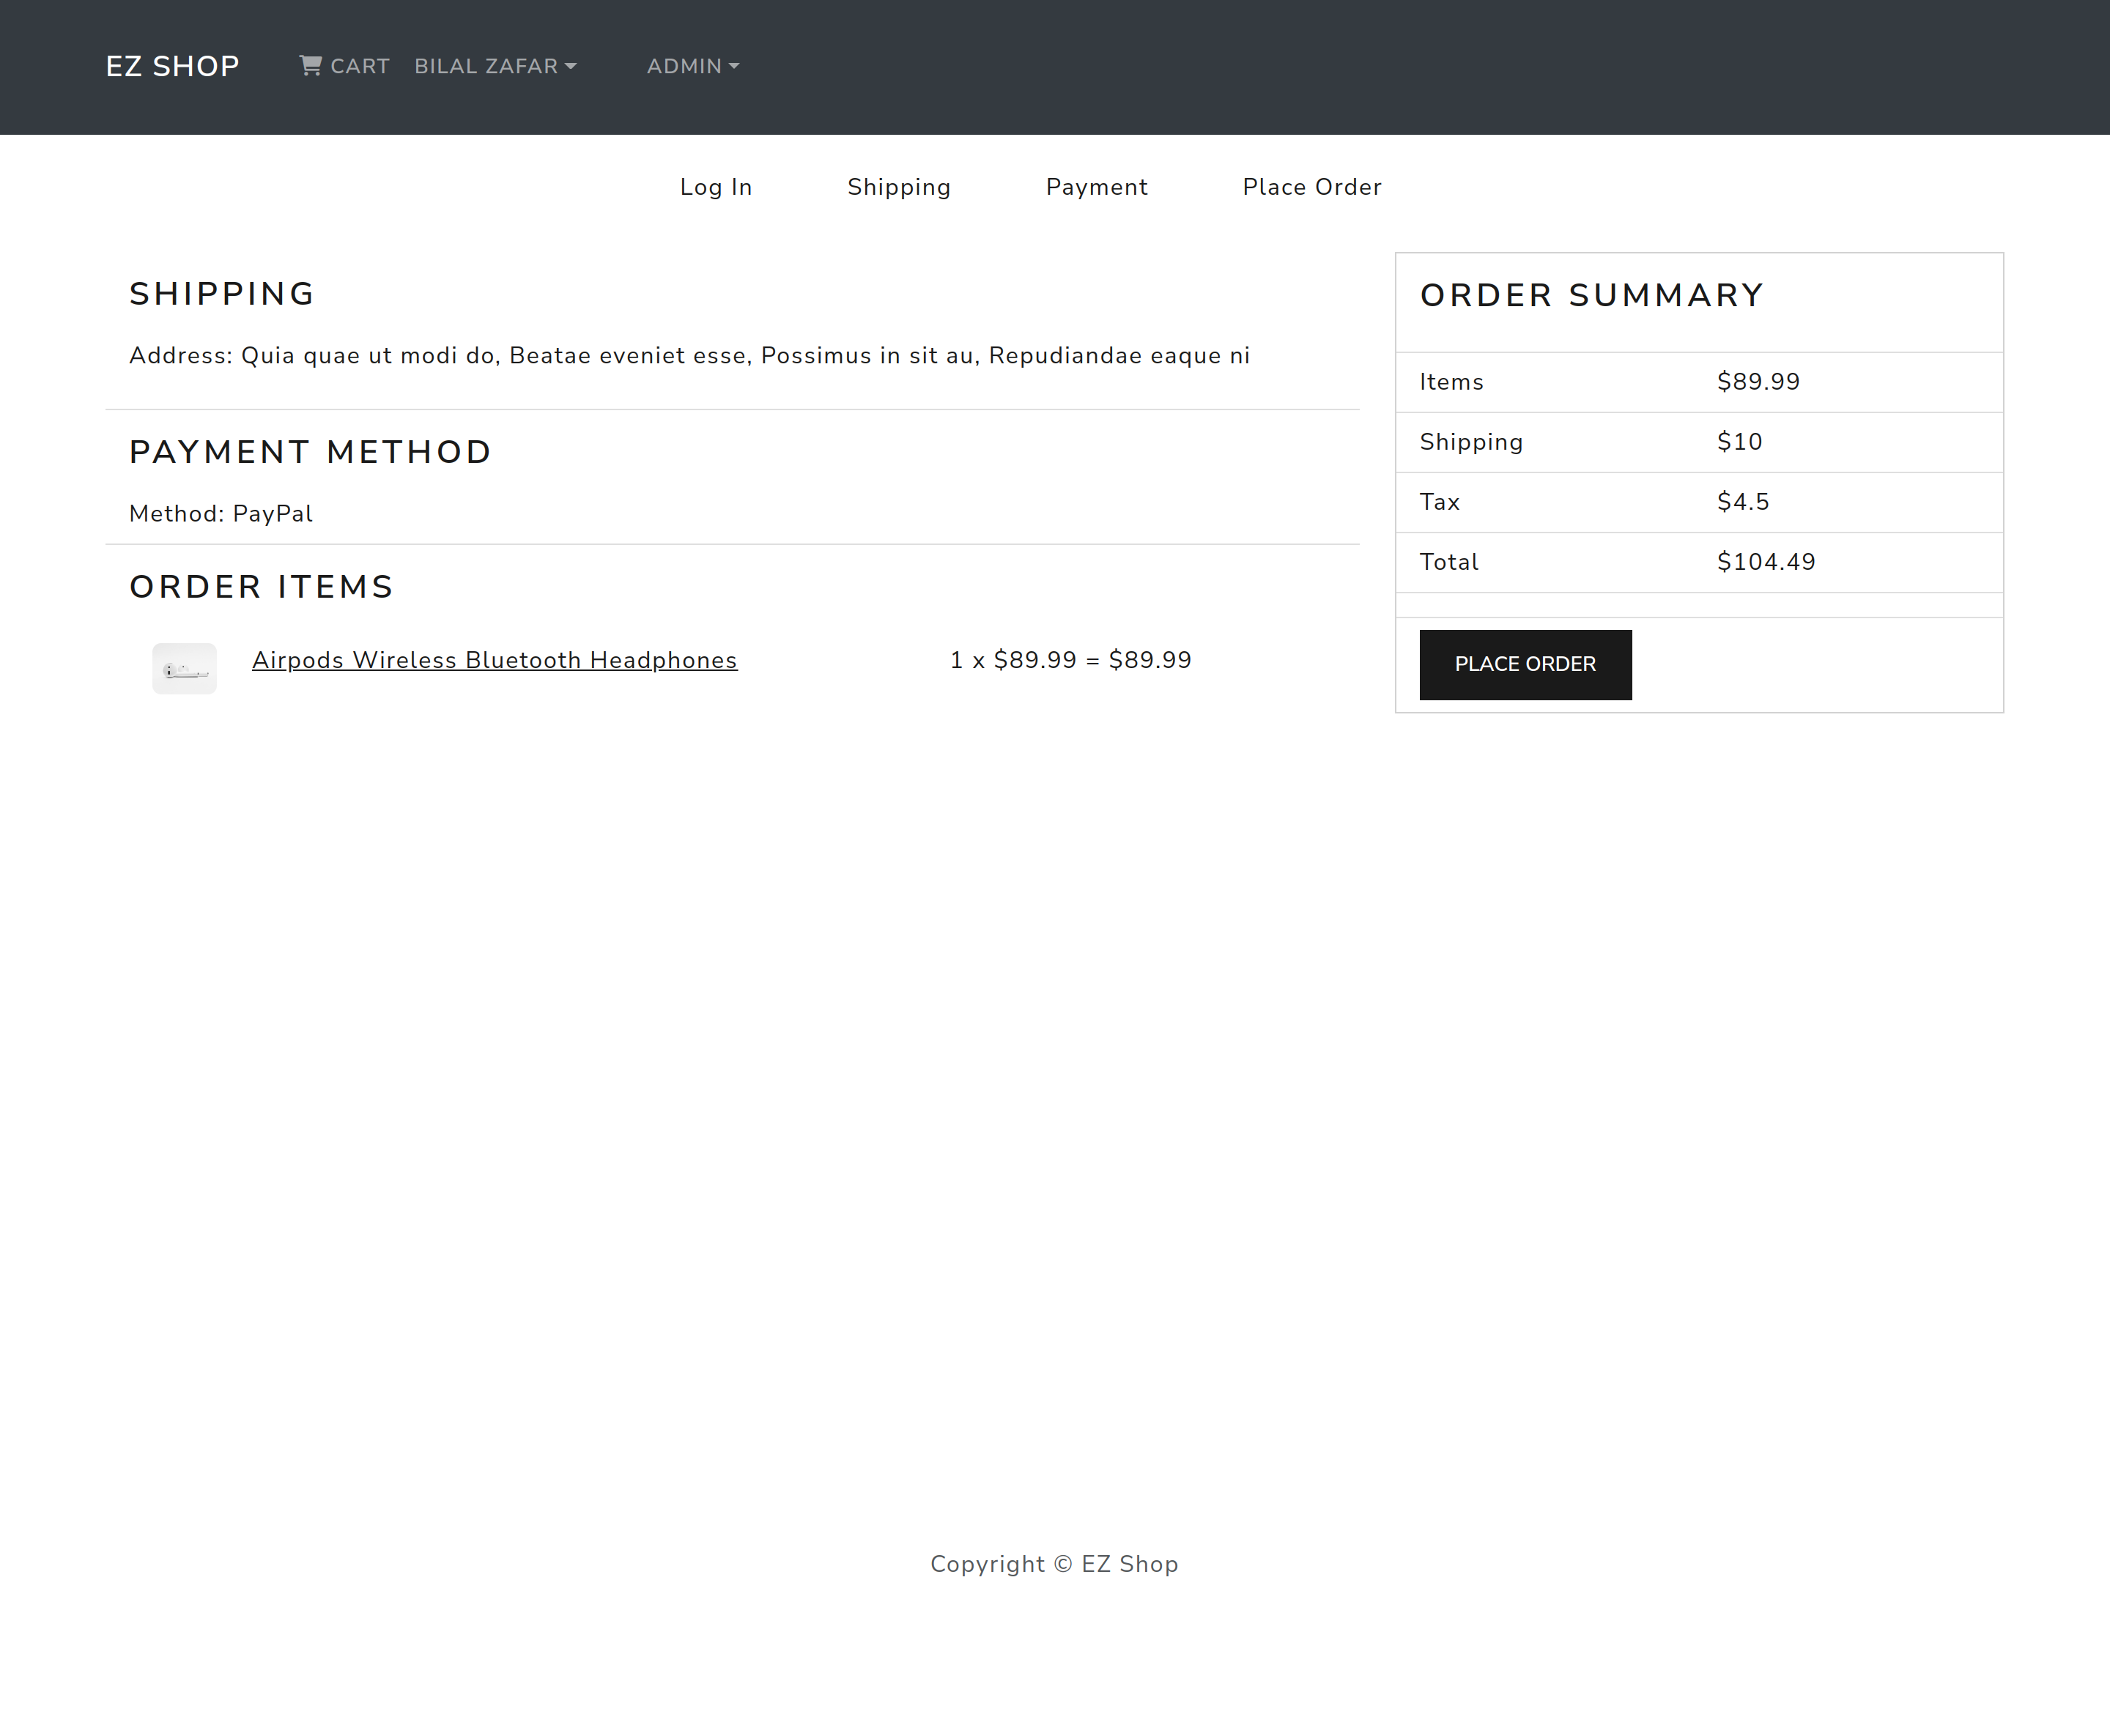 EZ SHOP CART BILAL ZAFAR ADMIN
Log In Shipping Payment Place Order
SHIPPING
Address: Quia quae ut modi do, Beatae eveniet esse, Possimus in sit au, Repudiandae eaque ni
PAYMENT METHOD
Method: PayPal
ORDER ITEMS
Airpods Wireless Bluetooth Headphones 1 x $89.99 = $89.99
ORDER SUMMARY
Items $89.99
Shipping $10
Tax $4.5
Total $104.49
PLACE ORDER
Copyright © EZ Shop